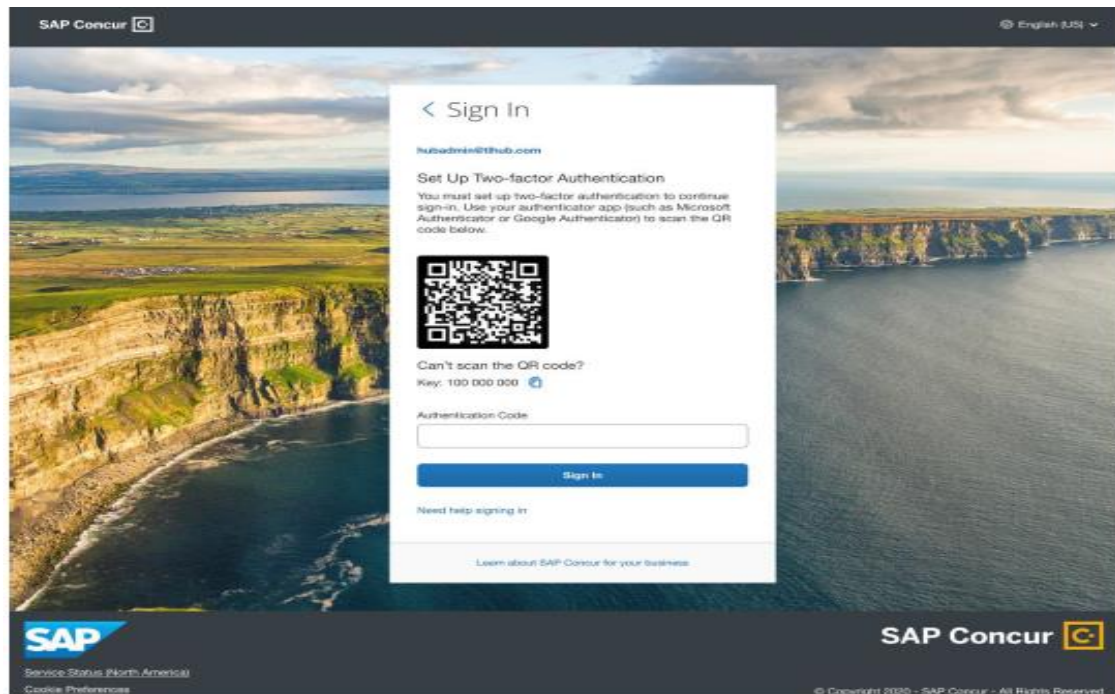 SAP Concur C
English (US)
Sign In
hubadmin@tlhub.com
Set Up Two-factor Authentication
You must set up two-factor authentication to continue
sign-in. Use your authenticator app (such as Microsoft
Authenticator or Google Authenticator) to scan the QR
code below.
Can't scan the QR code?
Key: 100 000 000
Authentication Code
Sign In
Need help signing in
Learn about SAP Concur for your business
SAP
SAP Concur C
Service Status (North America)
Cookie Preferences
© Copyright 2020 - SAP Concur - All Rights Reserved